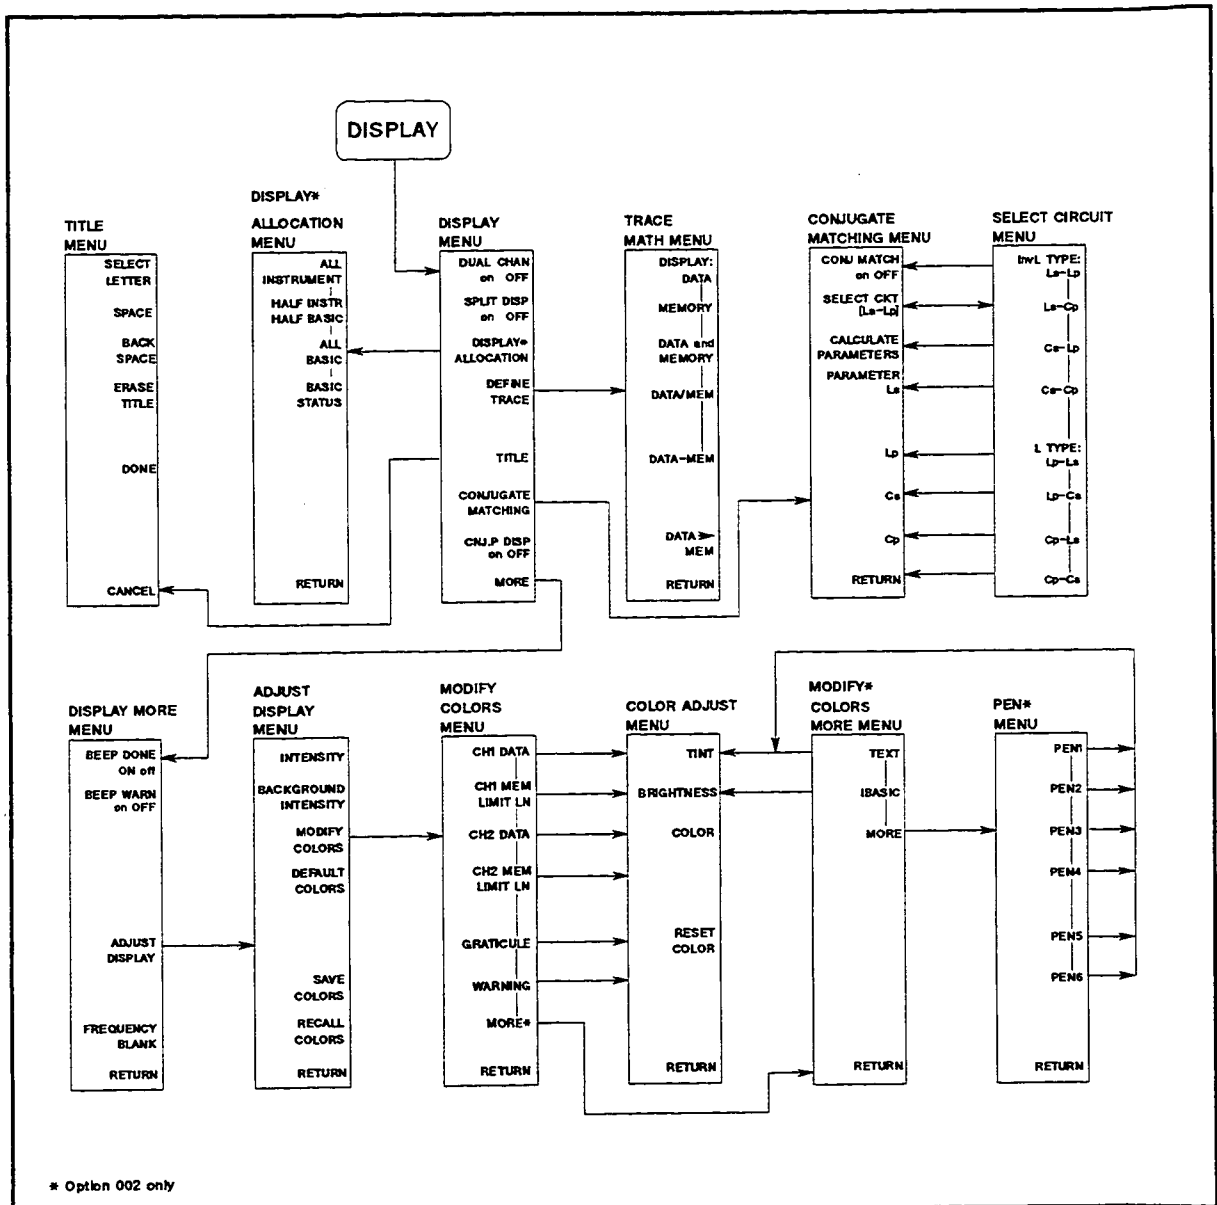 DISPLAY
TITLE
MENU
SELECT
LETTER
SPACE
BACK
SPACE
ERASE
TITLE
DONE
CANCEL
DISPLAY*
ALLOCATION
MENU
ALL
INSTRUMENT
HALF INSTR
HALF BASIC
ALL
BASIC
BASIC
STATUS
RETURN
DISPLAY
MENU
DUAL CHAN
on OFF
SPLIT DISP
on OFF
DISPLAY*
ALLOCATION
DEFINE
TRACE
TITLE
CONJUGATE
MATCHING
CNJ.P DISP
on OFF
MORE
TRACE
MATH MENU
DISPLAY:
DATA
MEMORY
DATA and
MEMORY
DATA/MEM
DATA-MEM
DATA➤
MEM
RETURN
CONJUGATE
MATCHING MENU
CONJ MATCH
on OFF
SELECT CKT
[Ls-Lp]
CALCULATE
PARAMETERS
PARAMETER
Ls
Lp
Cs
Cp
RETURN
SELECT CIRCUIT
MENU
InvL TYPE:
Ls-Lp
Ls-Cp
Cs-Lp
Cs-Cp
L TYPE:
Lp-Ls
Lp-Cs
Cp-Ls
Cp-Cs
DISPLAY MORE
MENU
BEEP DONE
ON off
BEEP WARN
on OFF
ADJUST
DISPLAY
FREQUENCY
BLANK
RETURN
ADJUST
DISPLAY
MENU
INTENSITY
BACKGROUND
INTENSITY
MODIFY
COLORS
DEFAULT
COLORS
SAVE
COLORS
RECALL
COLORS
RETURN
MODIFY
COLORS
MENU
CH1 DATA
CH1 MEM
LIMIT LN
CH2 DATA
CH2 MEM
LIMIT LN
GRATICULE
WARNING
MORE*
RETURN
COLOR ADJUST
MENU
TINT
BRIGHTNESS
COLOR
RESET
COLOR
RETURN
MODIFY*
COLORS
MORE MENU
TEXT
IBASIC
MORE
RETURN
PEN*
MENU
PEN1
PEN2
PEN3
PEN4
PEN5
PEN6
RETURN
* Option 002 only